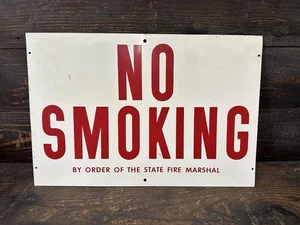 NO
SMOKING
BY ORDER OF THE STATE FIRE MARSHAL